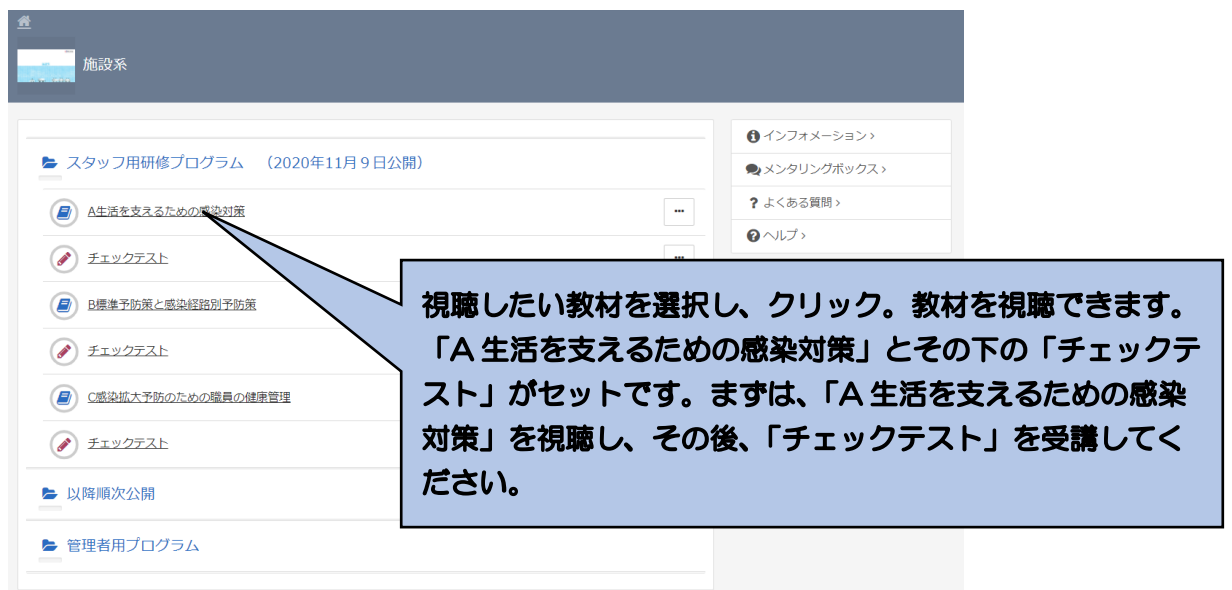 施設系
スタッフ用研修プログラム （2020年11月９日公開）
A生活を支えるための感染対策
チェックテスト
B標準予防策と感染経路別予防策
チェックテスト
C感染拡大予防のための職員の健康管理
チェックテスト
以降順次公開
管理者用プログラム
インフォメーション ›
メンタリングボックス ›
? よくある質問 ›
ヘルプ ›
視聴したい教材を選択し、クリック。教材を視聴できます。
「A 生活を支えるための感染対策」とその下の「チェックテ
スト」がセットです。まずは、「A 生活を支えるための感染
対策」を視聴し、その後、「チェックテスト」を受講してく
ださい。